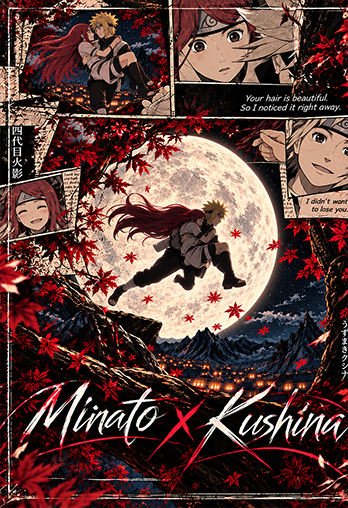 Your hair is beautiful.
So I noticed it right away.
四代目火影
I didn't want
to lose you.
うずまきクシナ
Minato x Kushina